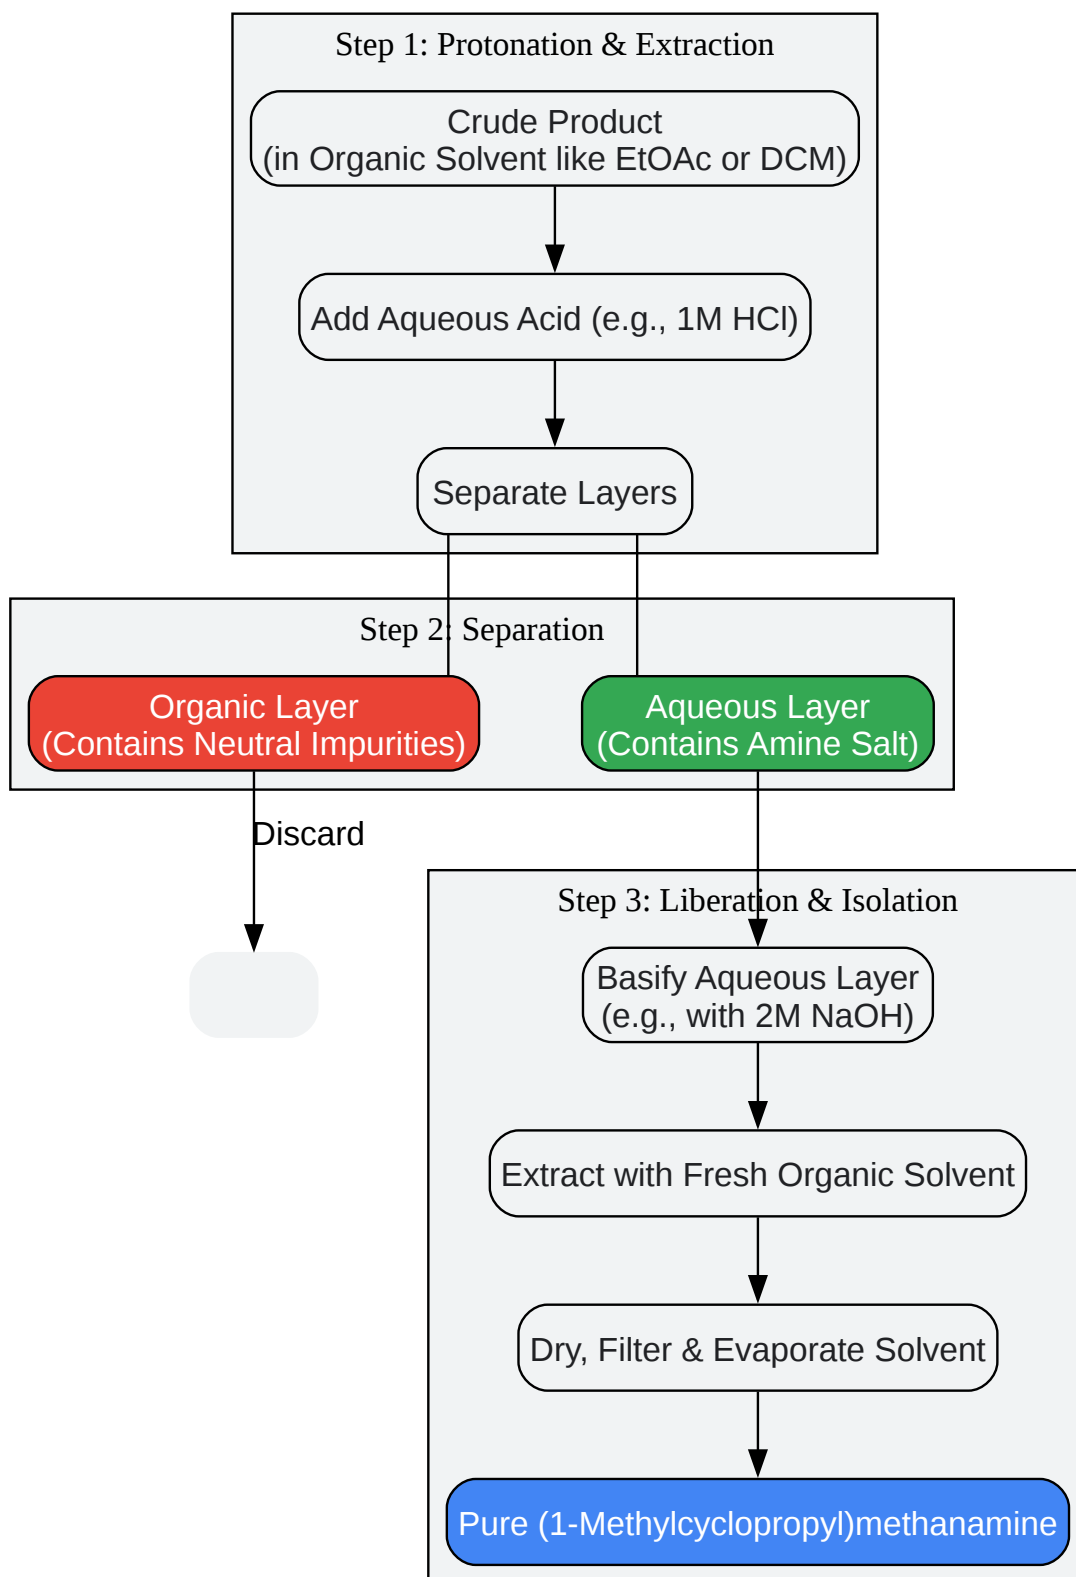 Step 1: Protonation & Extraction
Crude Product
(in Organic Solvent like EtOAc or DCM)
Add Aqueous Acid (e.g., 1M HCl)
Separate Layers
Step 2: Separation
Organic Layer
(Contains Neutral Impurities)
Aqueous Layer
(Contains Amine Salt)
Discard
Step 3: Liberation & Isolation
Basify Aqueous Layer
(e.g., with 2M NaOH)
Extract with Fresh Organic Solvent
Dry, Filter & Evaporate Solvent
Pure (1-Methylcyclopropyl)methanamine